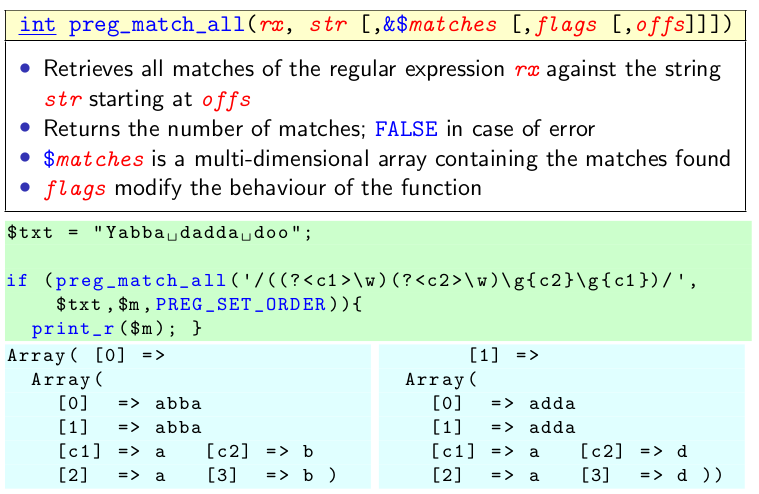 int preg_match_all(rx, str [,&$matches [,flags [,offs]]])
• Retrieves all matches of the regular expression rx against the string
str starting at offs
• Returns the number of matches; FALSE in case of error
• $matches is a multi-dimensional array containing the matches found
• flags modify the behaviour of the function
$txt = "Yabba␣dadda␣doo";
if (preg_match_all('/((?<c1>\w)(?<c2>\w)\g{c2}\g{c1})/',
$txt,$m,PREG_SET_ORDER)){
print_r($m); }
Array( [0] =>
Array(
[0] => abba
[1] => abba
[c1] => a [c2] => b
[2] => a [3] => b )
[1] =>
Array(
[0] => adda
[1] => adda
[c1] => a [c2] => d
[2] => a [3] => d ))